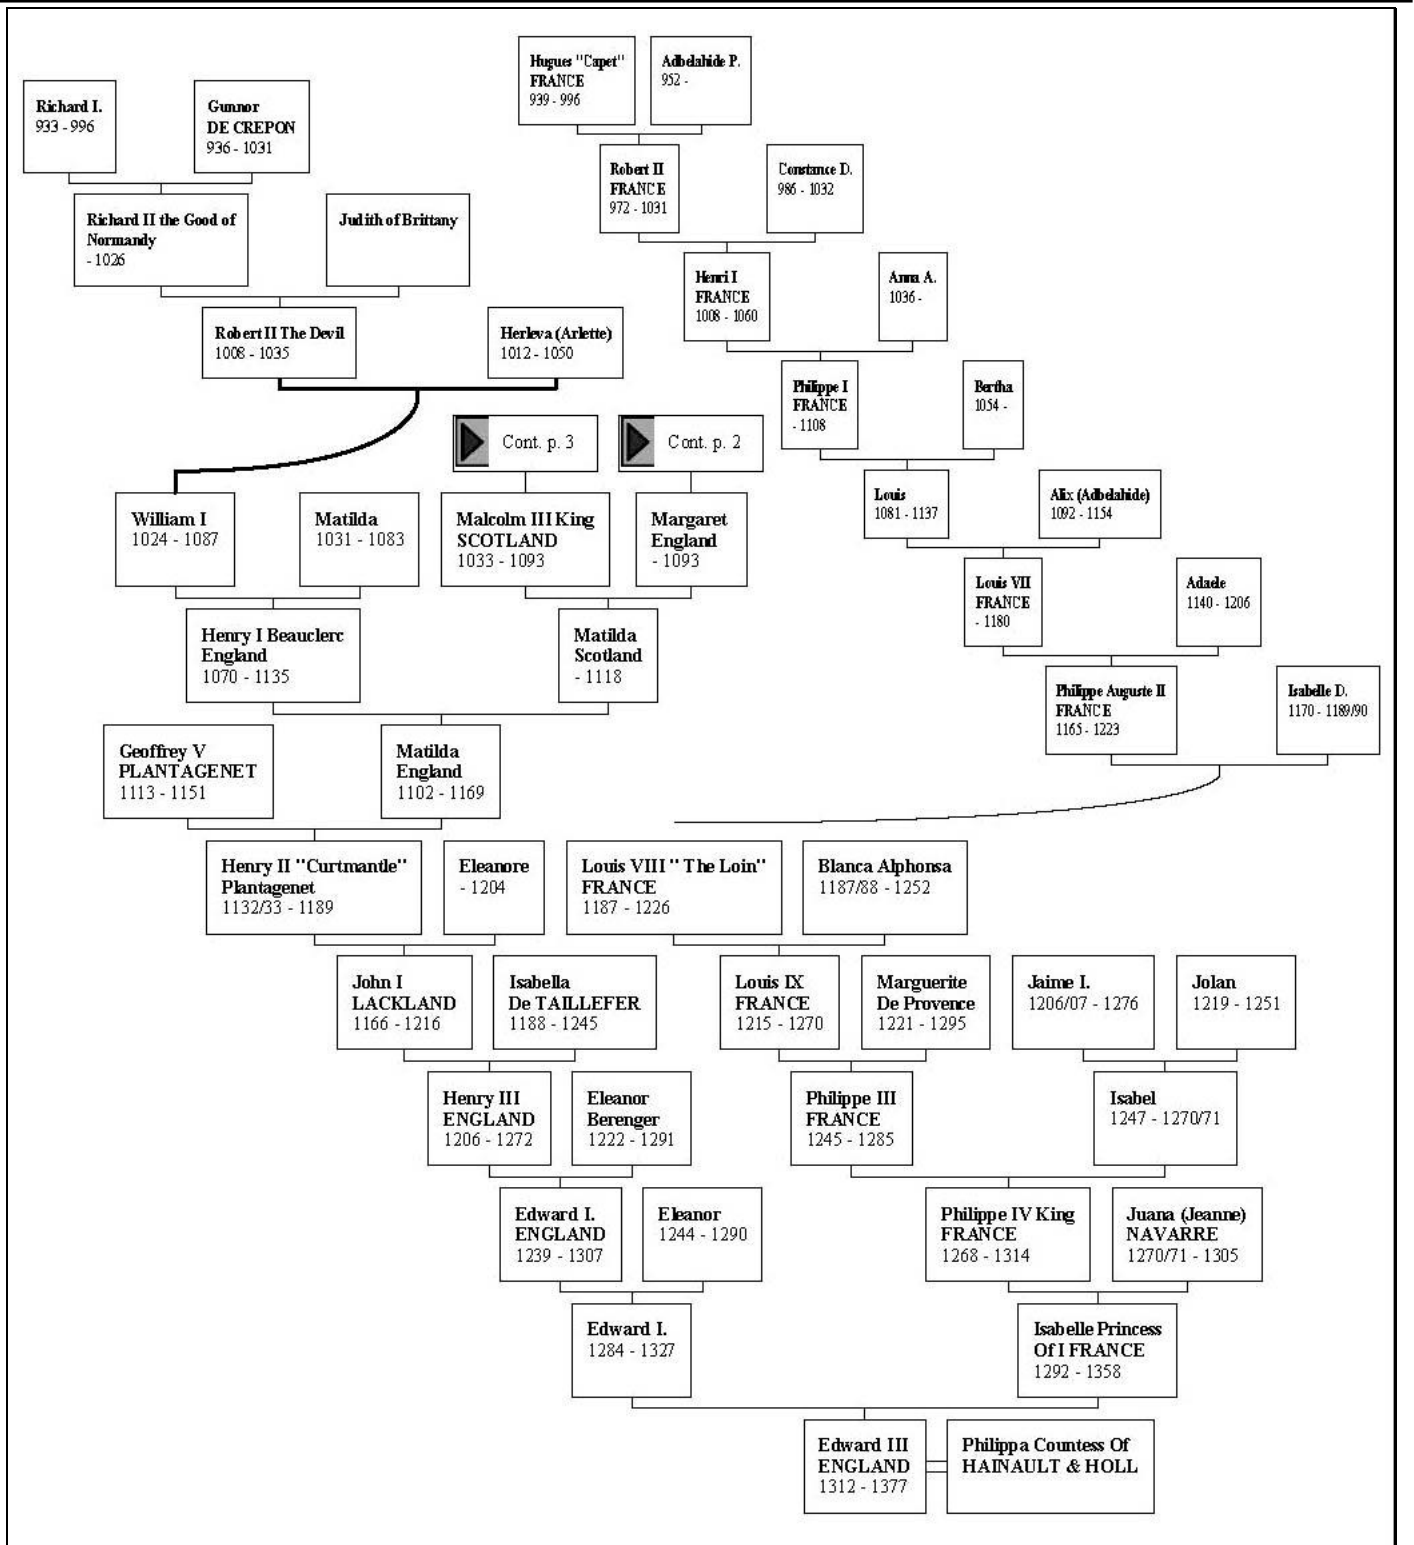 Hugues "Capet"
FRANCE
939 - 996
Adbelahide P.
952 -
Richard I.
933 - 996
Gunnor
DE CREPON
936 - 1031
Robert II
FRANCE
972 - 1031
Constance D.
986 - 1032
Richard II the Good of
Normandy
- 1026
Judith of Brittany
Henri I
FRANCE
1008 - 1060
Anna A.
1036 -
Robert II The Devil
1008 - 1035
Herleva (Arlette)
1012 - 1050
Philippe I
FRANCE
- 1108
Bertha
1054 -
Cont. p. 3
Cont. p. 2
Louis
1081 - 1137
Alix (Adbelahide)
1092 - 1154
William I
1024 - 1087
Matilda
1031 - 1083
Malcolm III King
SCOTLAND
1033 - 1093
Margaret
England
- 1093
Louis VII
FRANCE
- 1180
Adaele
1140 - 1206
Henry I Beauclerc
England
1070 - 1135
Matilda
Scotland
- 1118
Philippe Auguste II
FRANCE
1165 - 1223
Isabelle D.
1170 - 1189/90
Geoffrey V
PLANTAGENET
1113 - 1151
Matilda
England
1102 - 1169
Henry II "Curtmantle"
Plantagenet
1132/33 - 1189
Eleanore
- 1204
Louis VIII " The Loin"
FRANCE
1187 - 1226
Blanca Alphonsa
1187/88 - 1252
John I
LACKLAND
1166 - 1216
Isabella
De TAILLEFER
1188 - 1245
Louis IX
FRANCE
1215 - 1270
Marguerite
De Provence
1221 - 1295
Jaime I.
1206/07 - 1276
Jolan
1219 - 1251
Henry III
ENGLAND
1206 - 1272
Eleanor
Berenger
1222 - 1291
Philippe III
FRANCE
1245 - 1285
Isabel
1247 - 1270/71
Edward I.
ENGLAND
1239 - 1307
Eleanor
1244 - 1290
Philippe IV King
FRANCE
1268 - 1314
Juana (Jeanne)
NAVARRE
1270/71 - 1305
Edward I.
1284 - 1327
Isabelle Princess
Of I FRANCE
1292 - 1358
Edward III
ENGLAND
1312 - 1377
Philippa Countess Of
HAINAULT & HOLL